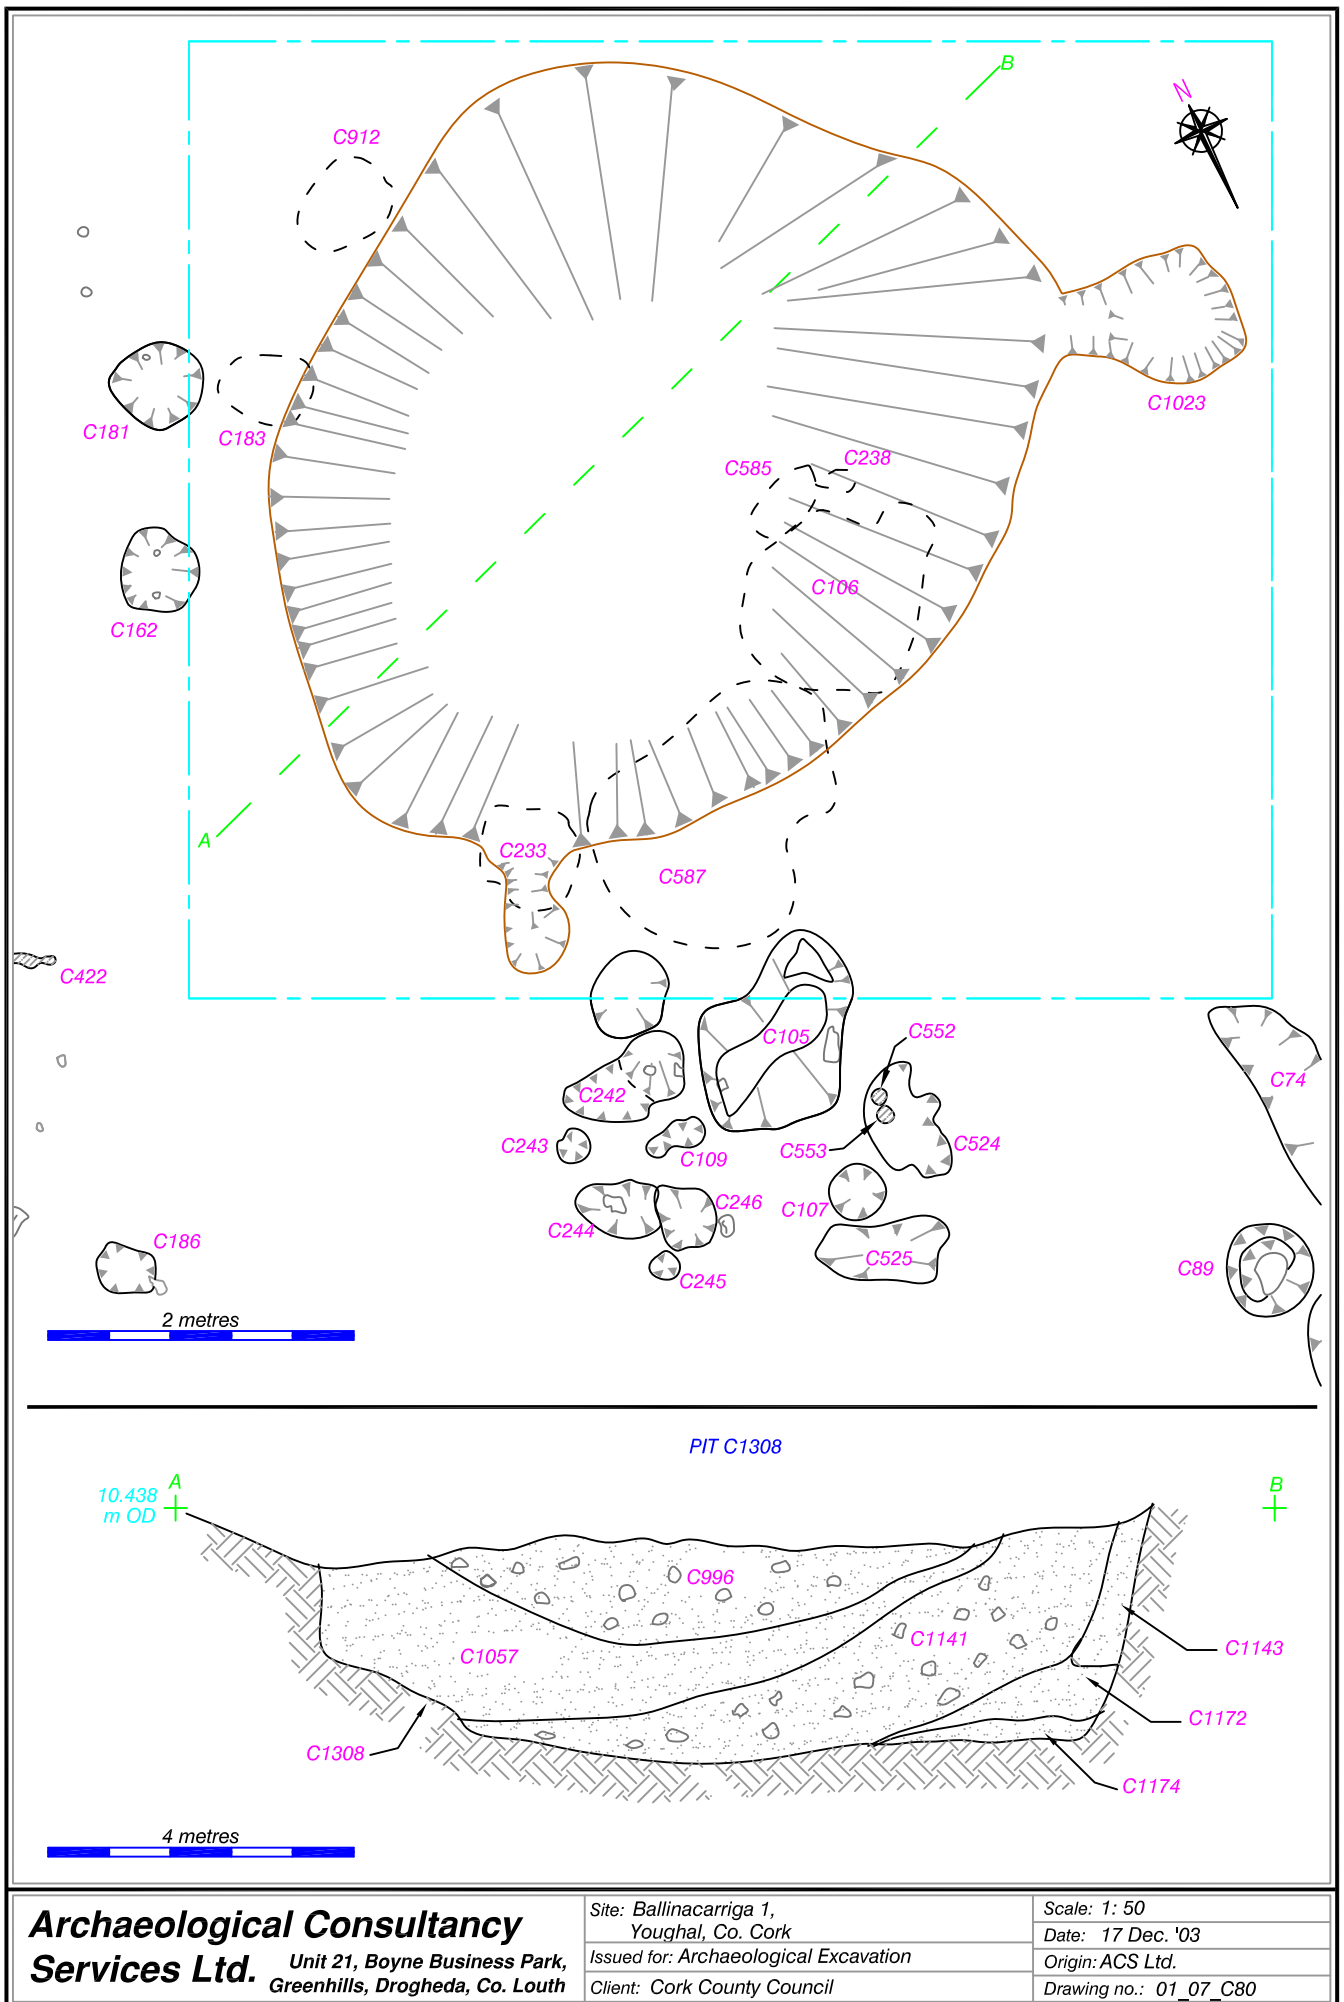 B
N
C912
C1023
C181
C183
C585
C238
C106
C162
A
C233
C587
C422
C105
C552
C74
C242
C243
C109
C553
C524
C244
C246
C107
C186
C525
C89
C245
2 metres
PIT C1308
A
B
10.438
m OD
C996
C1057
C1141
C1143
C1172
C1308
C1174
4 metres
Archaeological Consultancy
Services Ltd. Unit 21, Boyne Business Park,
Greenhills, Drogheda, Co. Louth
Site: Ballinacarriga 1,
Youghal, Co. Cork
Issued for: Archaeological Excavation
Client: Cork County Council
Scale: 1: 50
Date: 17 Dec. '03
Origin: ACS Ltd.
Drawing no.: 01_07_C80